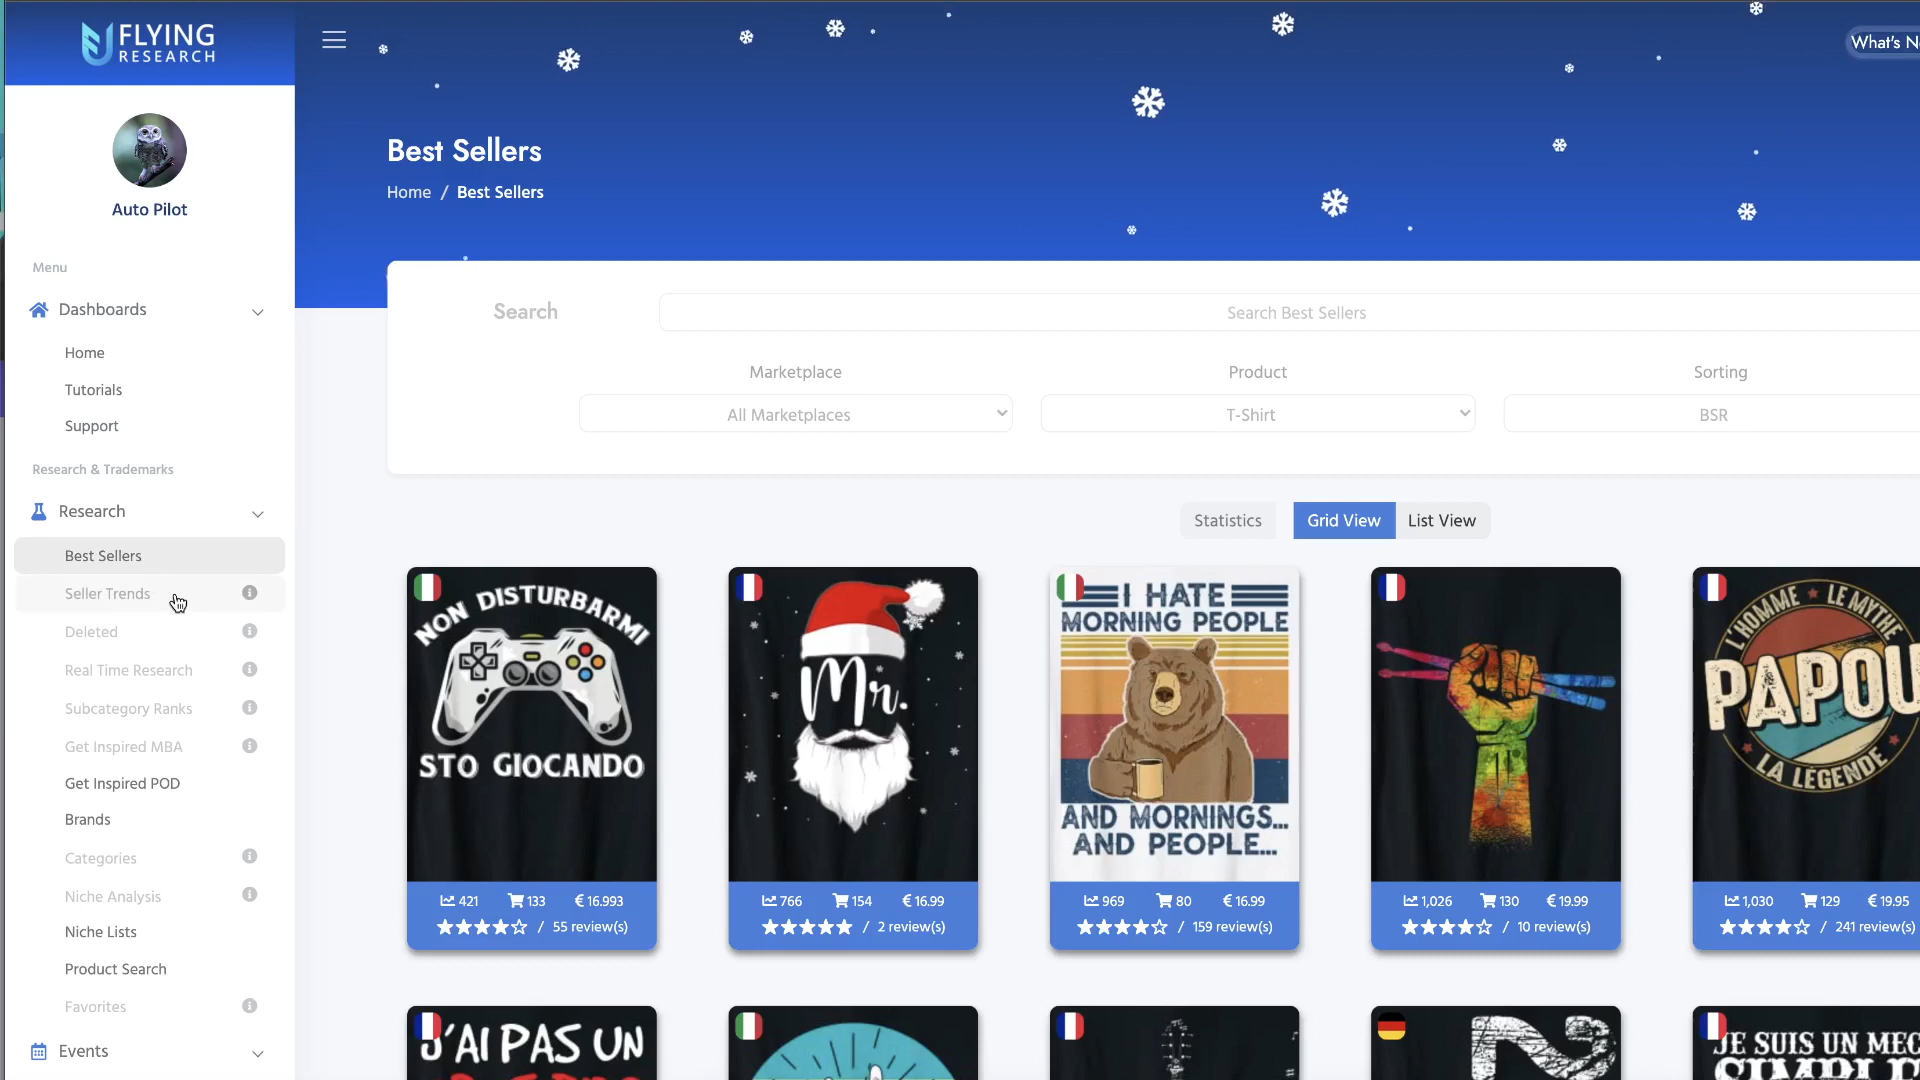 FLYING
RESEARCH
What's N
Auto Pilot
Menu
Dashboards
Home
Tutorials
Support
Research & Trademarks
Research
Best Sellers
Seller Trends
Deleted
Real Time Research
Subcategory Ranks
Get Inspired MBA
Get Inspired POD
Brands
Categories
Niche Analysis
Niche Lists
Product Search
Favorites
Events
Best Sellers
Home / Best Sellers
Search
Search Best Sellers
Marketplace
Product
Sorting
All Marketplaces
T-Shirt
BSR
Statistics
Grid View
List View
NON DISTURBARMI
STO GIOCANDO
421 133 € 16.993
/ 55 review(s)
Mr.
766 154 € 16.99
/ 2 review(s)
I HATE
MORNING PEOPLE
AND MORNINGS...
AND PEOPLE...
969 80 € 16.99
/ 159 review(s)
1,026 130 € 19.99
/ 10 review(s)
L'HOMME ★ LE MYTHE
PAPOU
LA LÉGENDE
1,030 129 € 19.95
/ 241 review(s)
J'AI PAS UN
JE SUIS UN MEC
SIMPLE